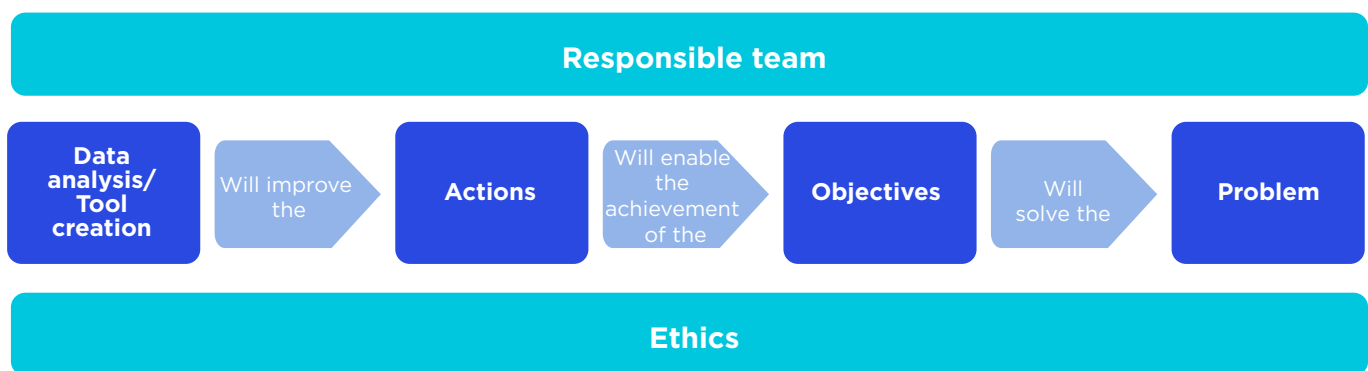 Responsible team
Data
analysis/
Tool
creation
Will improve
the
Actions
Will enable
the
achievement
of the
Objectives
Will
solve the
Problem
Ethics